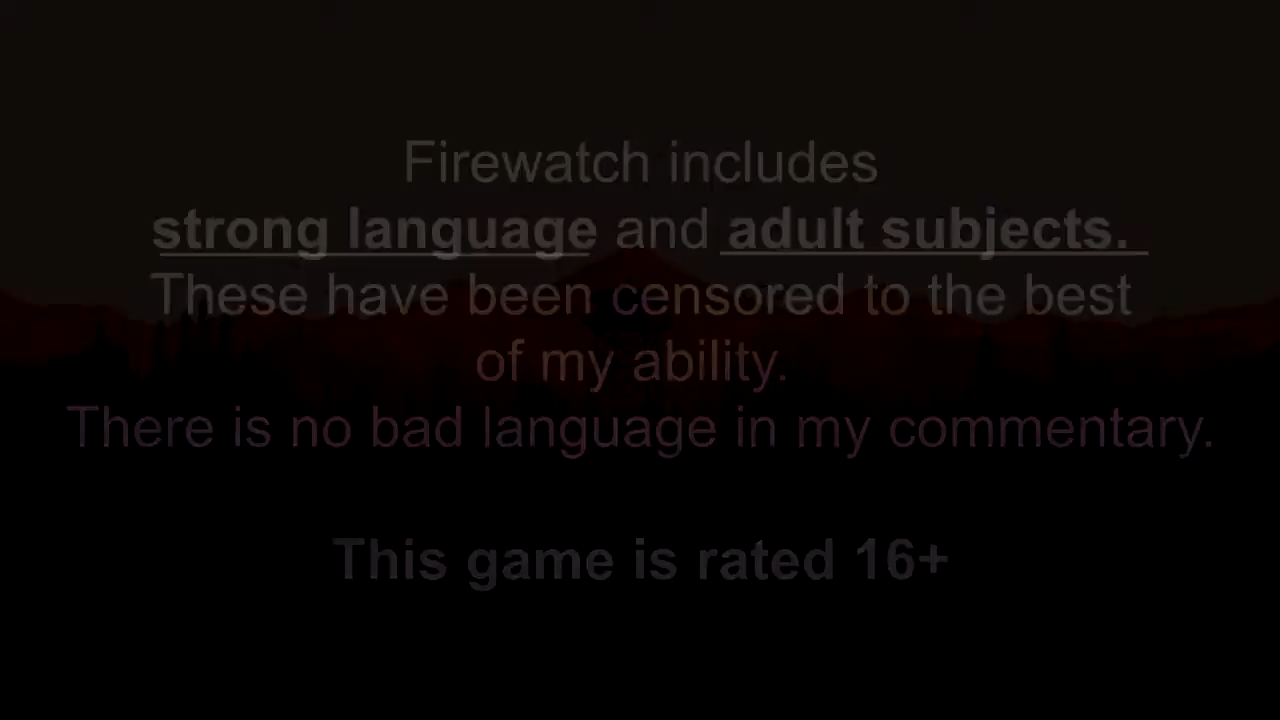 Firewatch includes
strong language and adult subjects.
These have been censored to the best
of my ability.
There is no bad language in my commentary.
This game is rated 16+